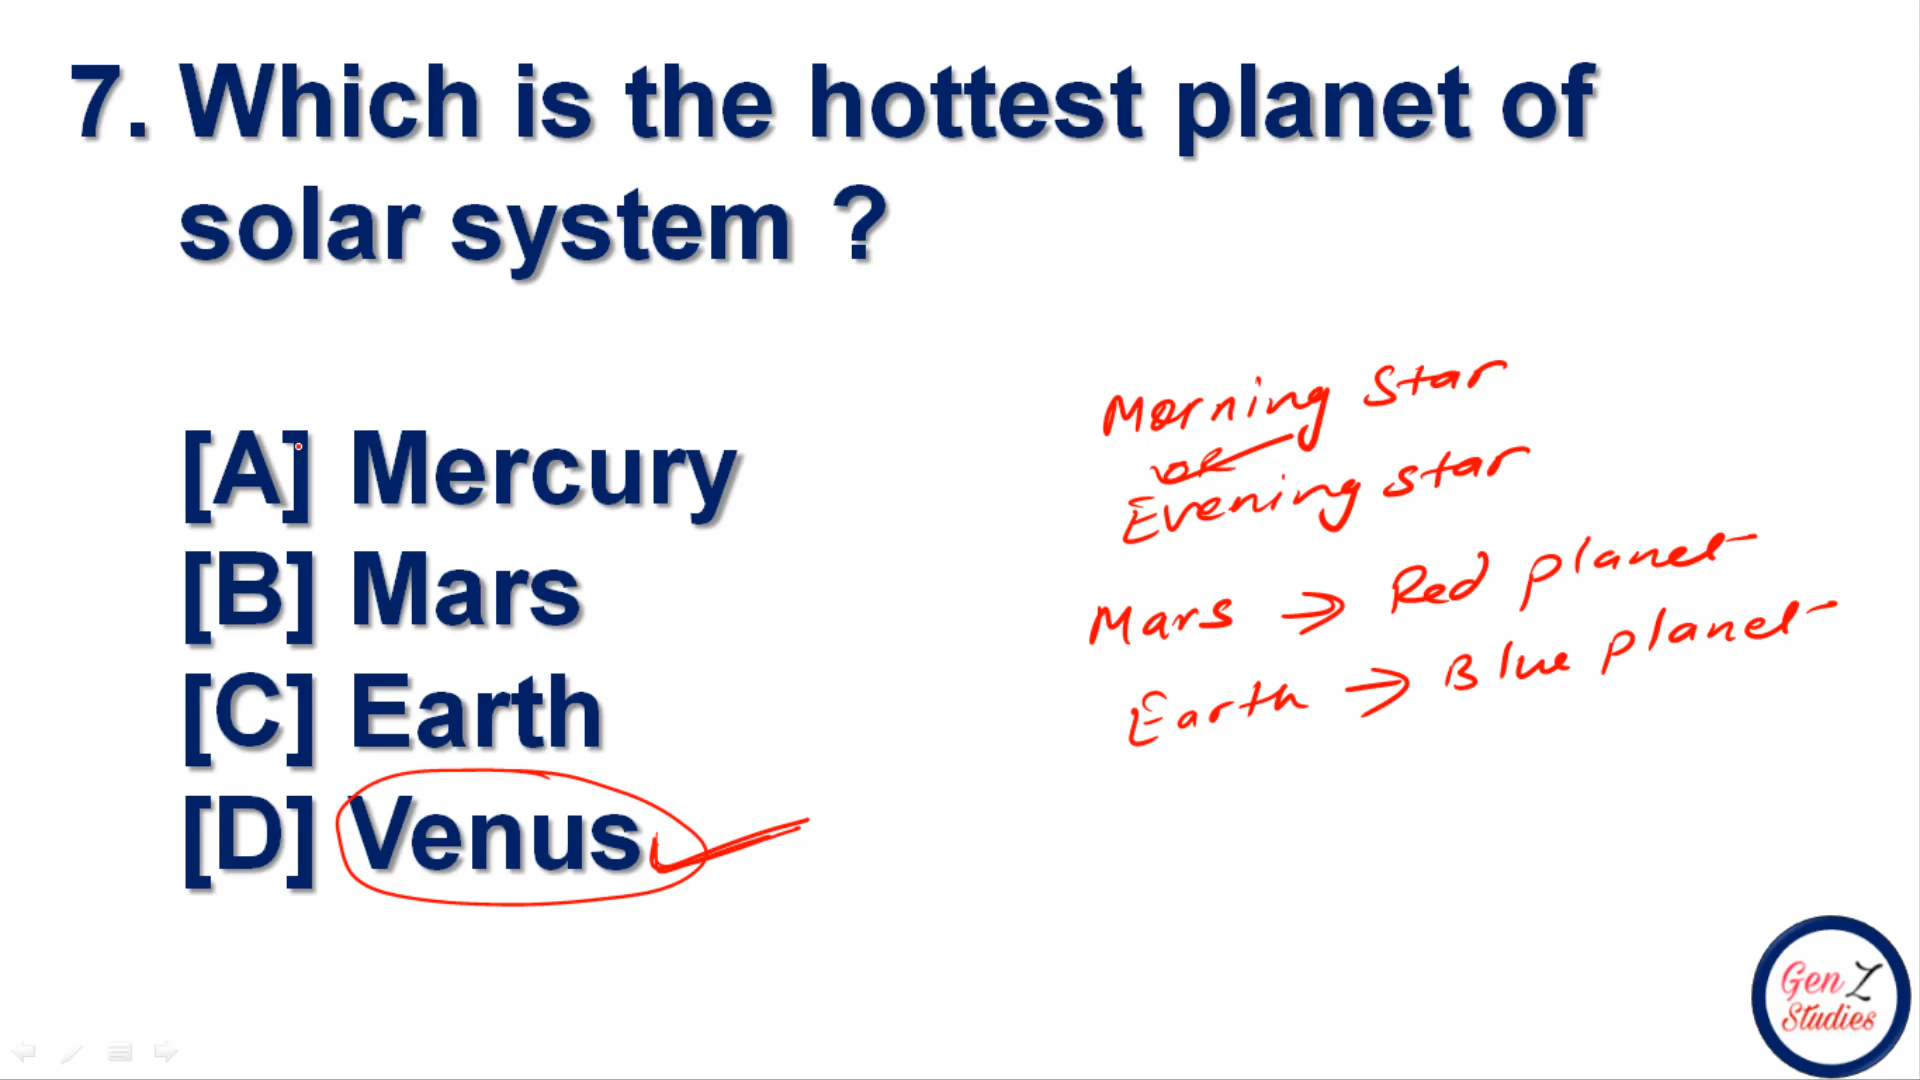 7. Which is the hottest planet of
solar system ?
[A] Mercury
[B] Mars
[C] Earth
[D] Venus
Morning Star
or
Evening star
Mars → Red planet
Earth → Blue planet
Gen Z
Studies